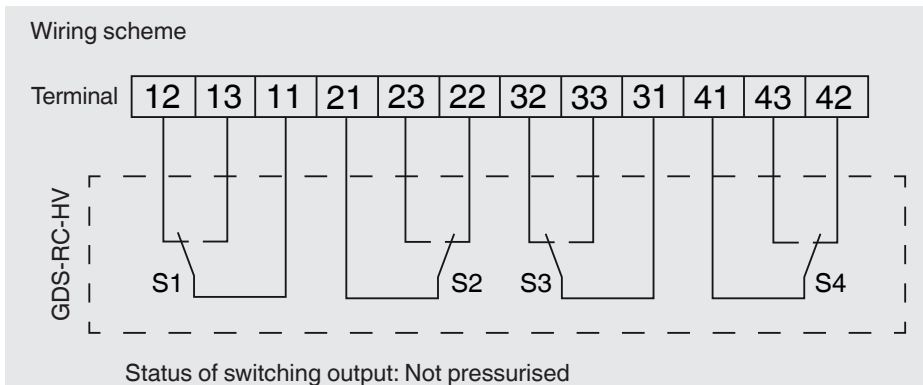 Wiring scheme
Terminal 12 13 11 21 23 22 32 33 31 41 43 42
GDS-RC-HV
S1 S2 S3 S4
Status of switching output: Not pressurised